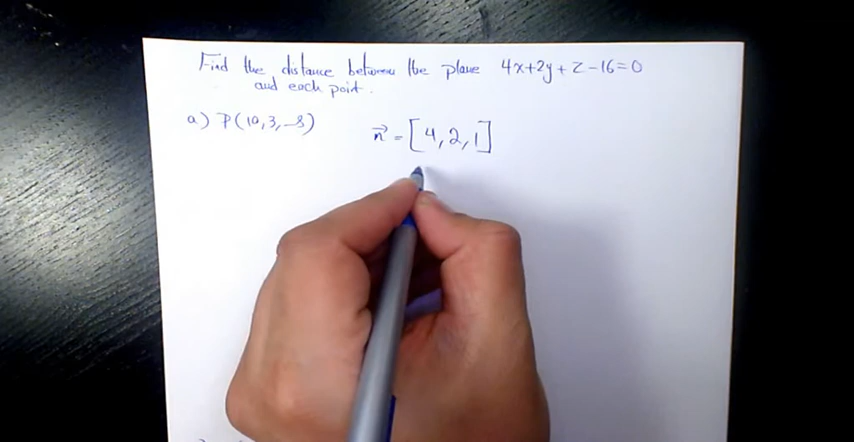 Find the distance between the plane 4x+2y+z-16=0
and each point.
a) P(10,3,-8) n⃗ = [4,2,1]